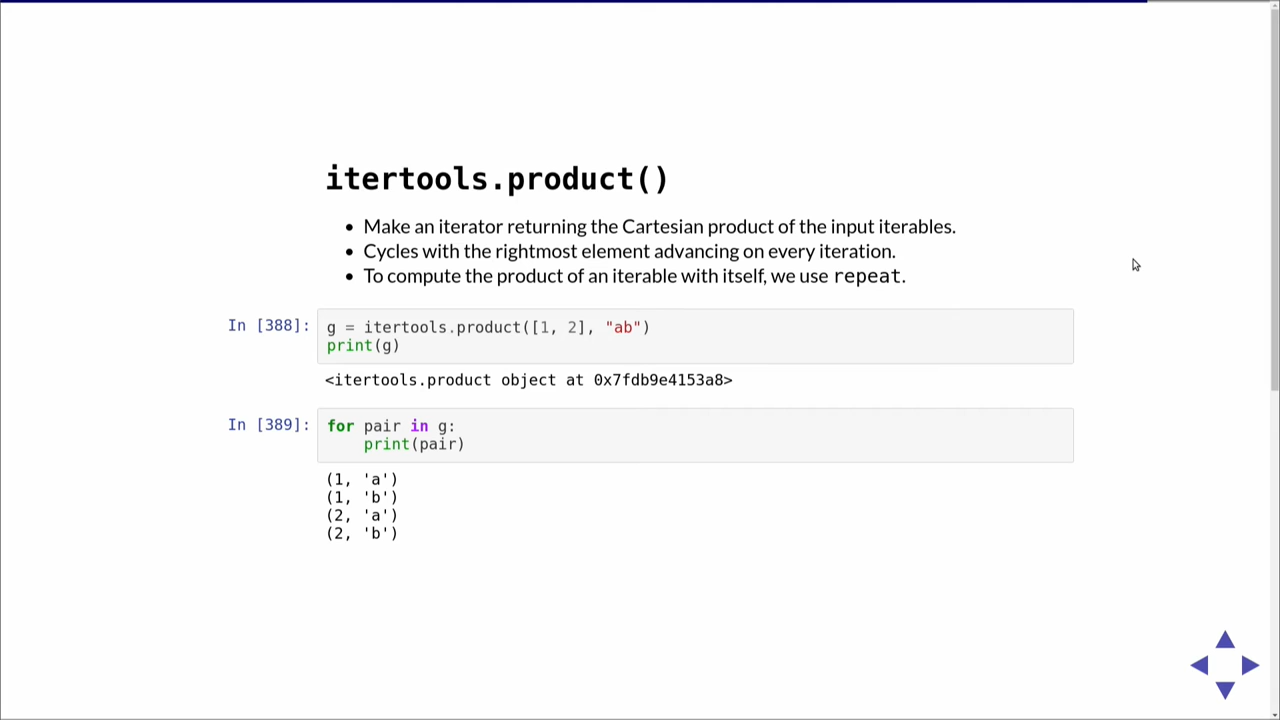 itertools.product()
• Make an iterator returning the Cartesian product of the input iterables.
• Cycles with the rightmost element advancing on every iteration.
• To compute the product of an iterable with itself, we use repeat.
In [388]: g = itertools.product([1, 2], "ab")
print(g)
<itertools.product object at 0x7fdb9e4153a8>
In [389]: for pair in g:
    print(pair)
(1, 'a')
(1, 'b')
(2, 'a')
(2, 'b')